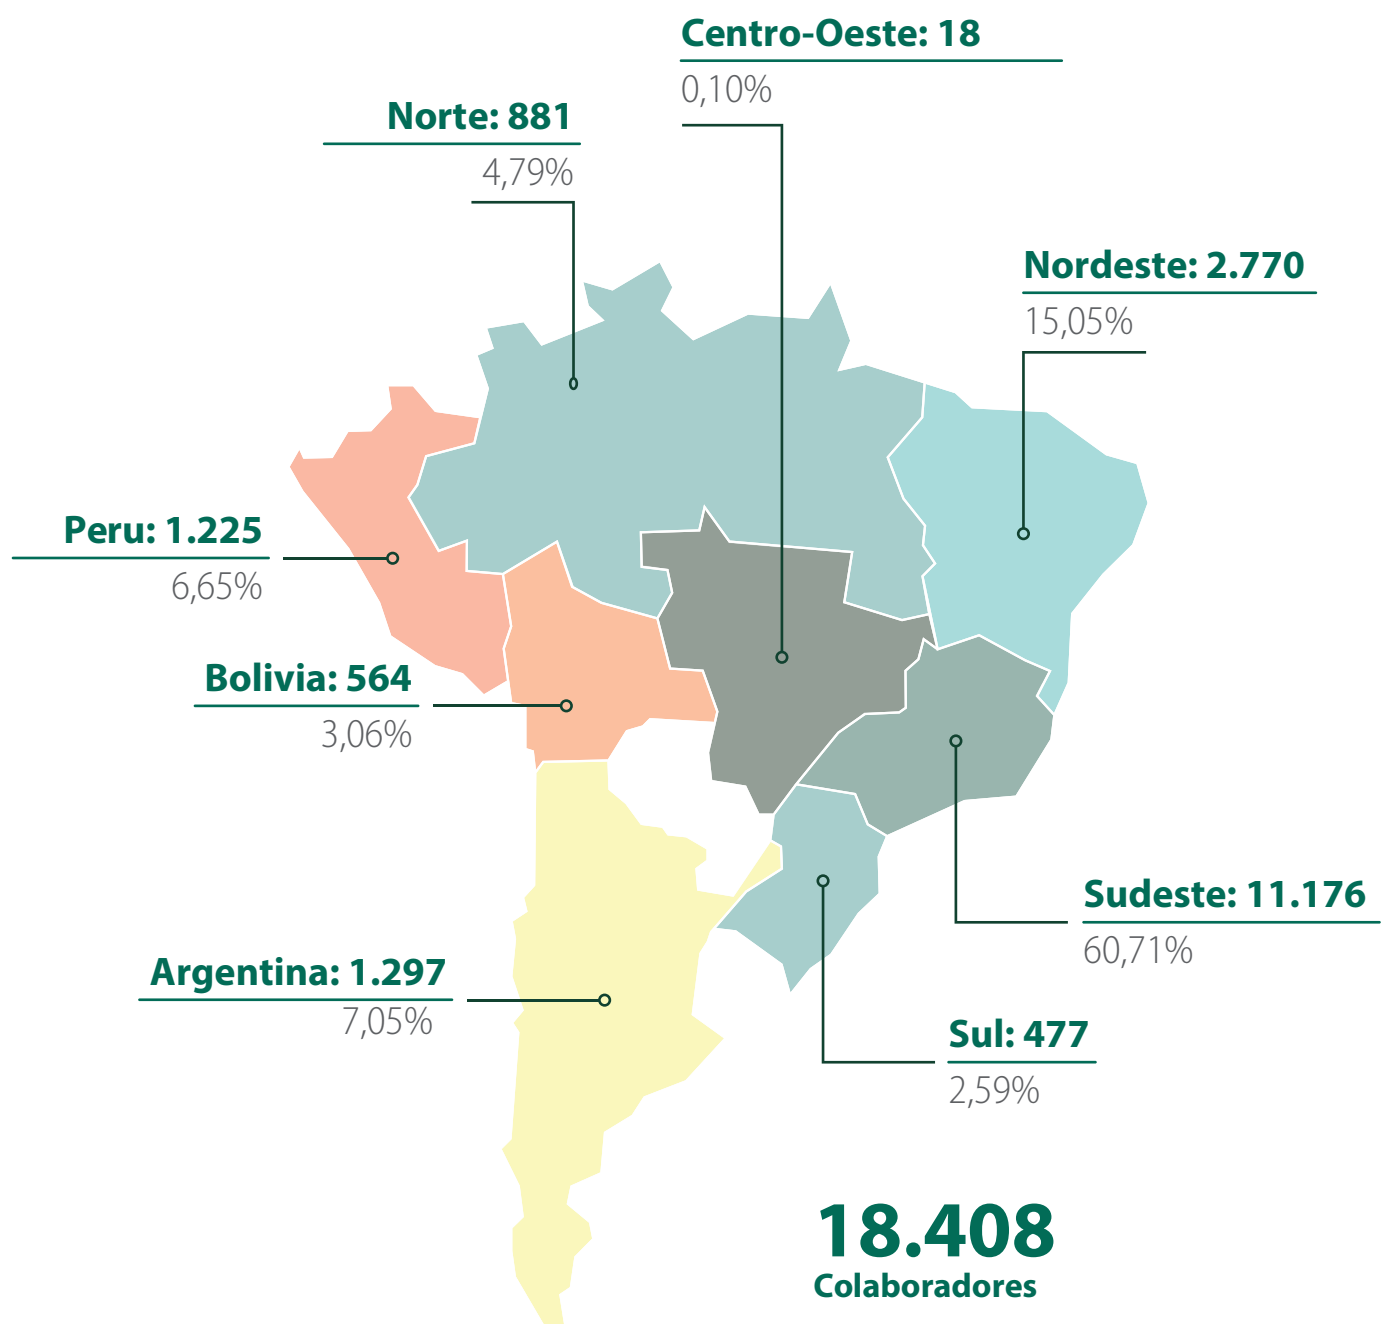 Centro-Oeste: 18
0,10%
Norte: 881
4,79%
Nordeste: 2.770
15,05%
Peru: 1.225
6,65%
Bolivia: 564
3,06%
Sudeste: 11.176
60,71%
Argentina: 1.297
7,05%
Sul: 477
2,59%
18.408
Colaboradores